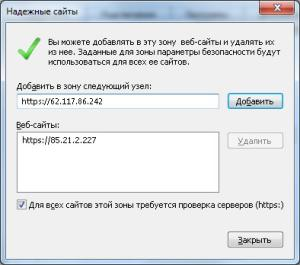 Надежные сайты
Вы можете добавлять в эту зону веб-сайты и удалять их
из нее. Заданные для зоны параметры безопасности будут
использоваться для всех ее сайтов.
Добавить в зону следующий узел:
https://62.117.86.242
Добавить
Веб-сайты:
https://85.21.2.227
Удалить
Для всех сайтов этой зоны требуется проверка серверов (https:)
Закрыть